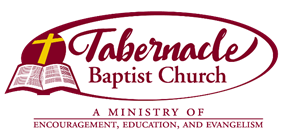 Tabernacle
Baptist Church
A MINISTRY OF
ENCOURAGEMENT, EDUCATION, AND EVANGELISM